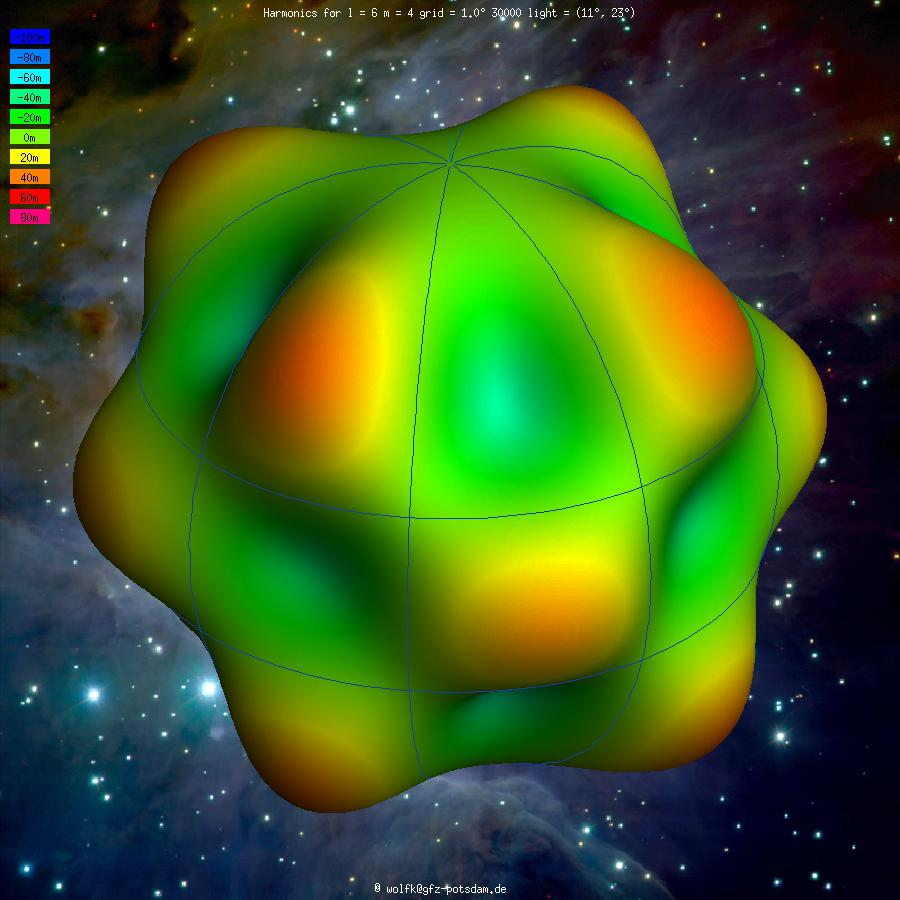 Harmonics for l = 6 m = 4 grid = 1.0° 30000 light = (11°, 23°)
-100m
-80m
-60m
-40m
-20m
0m
20m
40m
60m
80m
© wolfk@gfz-potsdam.de